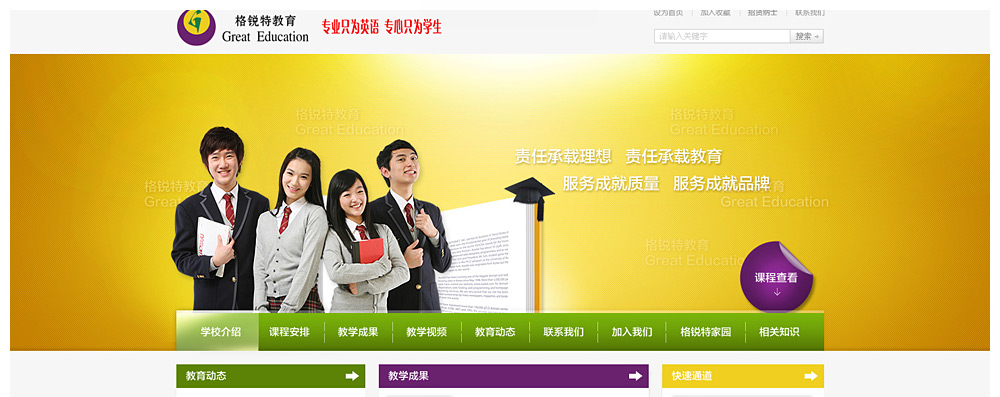 格锐特教育
Great Education
专业只为英语 专心只为学生
设为首页 | 加入收藏 | 招贤纳士 | 联系我们
请输入关键字
搜索
格锐特教育
Great Education
格锐特教育
Great Education
责任承载理想 责任承载教育
服务成就质量 服务成就品牌
格锐特教育
Great Education
Great Education
格锐特教育
Great Education
课程查看
学校介绍 课程安排 教学成果 教学视频 教育动态 联系我们 加入我们 格锐特家园 相关知识
教育动态
教学成果
快速通道